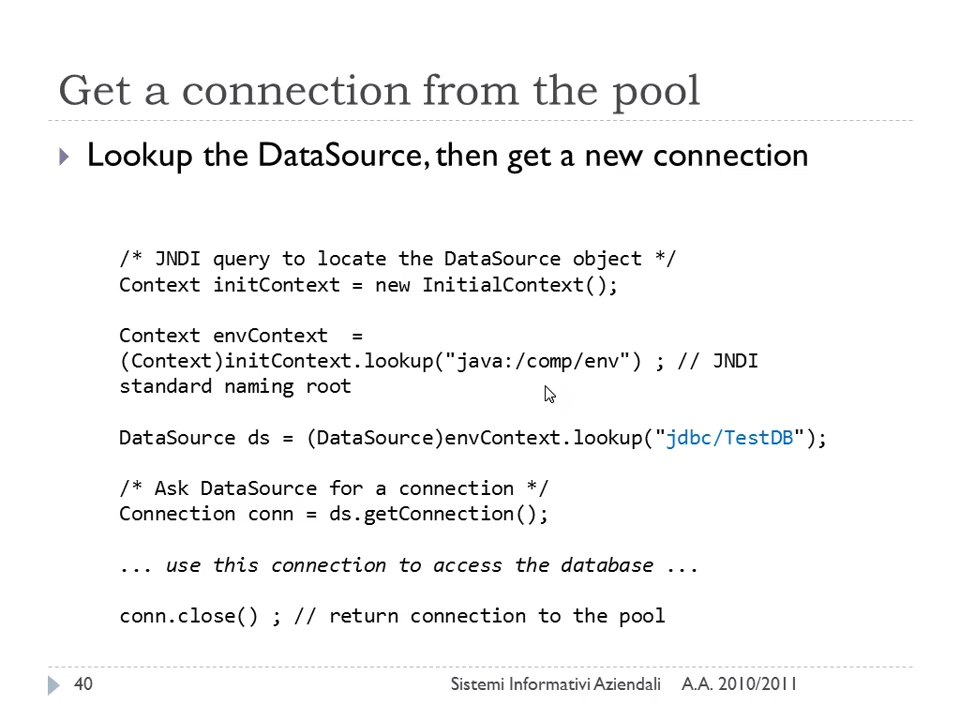 Get a connection from the pool
Lookup the DataSource, then get a new connection
/* JNDI query to locate the DataSource object */
Context initContext = new InitialContext();
Context envContext  =
(Context)initContext.lookup("java:/comp/env") ; // JNDI
standard naming root
DataSource ds = (DataSource)envContext.lookup("jdbc/TestDB");
/* Ask DataSource for a connection */
Connection conn = ds.getConnection();
... use this connection to access the database ...
conn.close() ; // return connection to the pool
40 Sistemi Informativi Aziendali A.A. 2010/2011